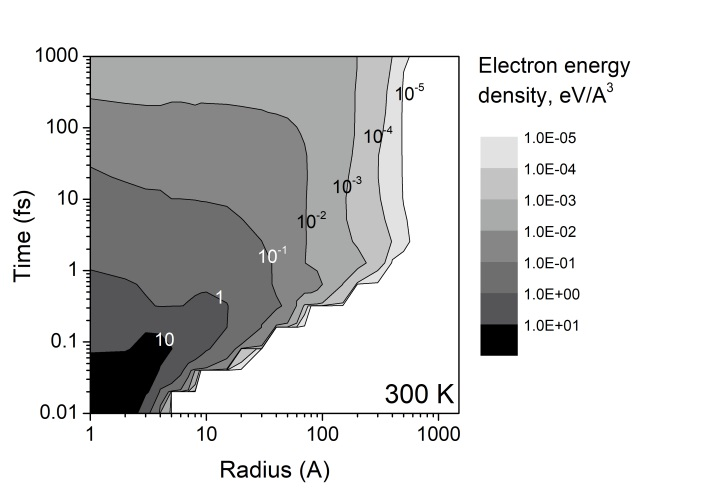 1000
100
10
1
0.1
0.01
Time (fs)
1
10
100
1000
Radius (A)
10⁻⁵
10⁻⁴
10⁻³
10⁻²
10⁻¹
1
10
300 K
Electron energy
density, eV/A³
1.0E-05
1.0E-04
1.0E-03
1.0E-02
1.0E-01
1.0E+00
1.0E+01